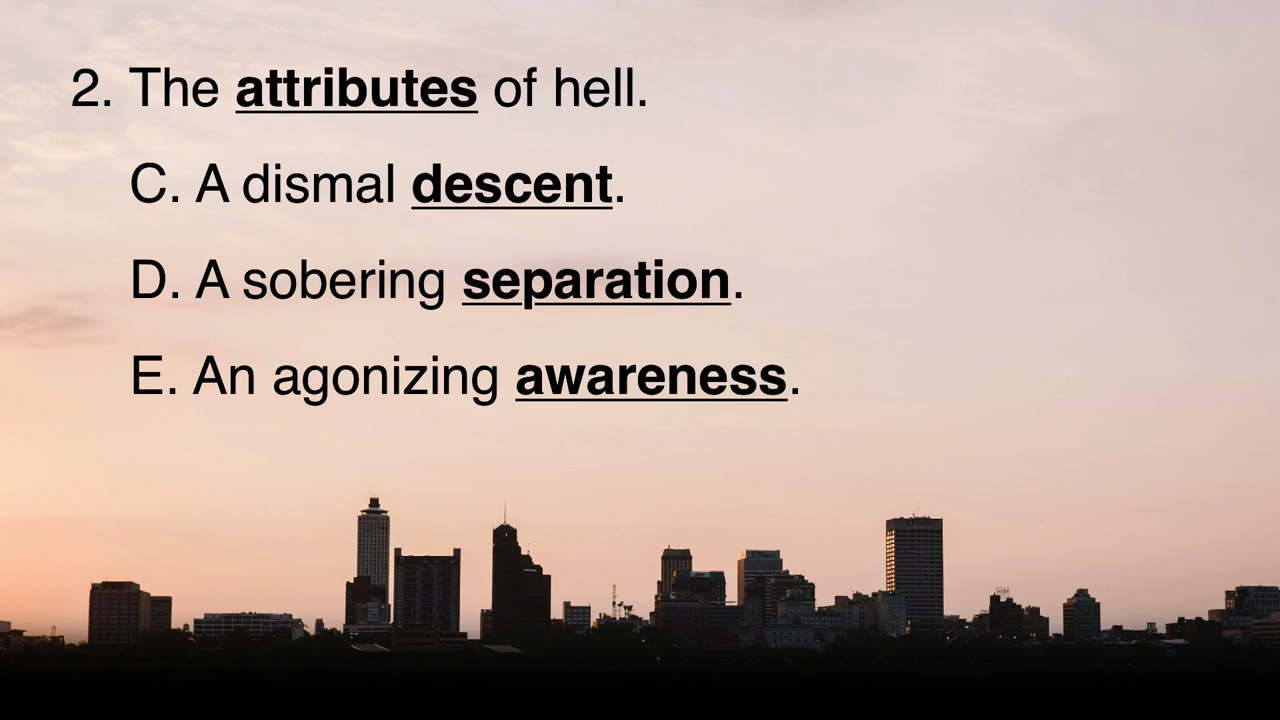 2. The attributes of hell.
C. A dismal descent.
D. A sobering separation.
E. An agonizing awareness.